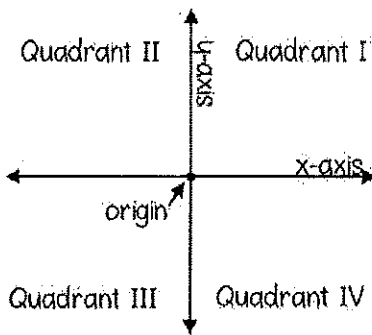 Quadrant II
y-axis
Quadrant I
x-axis
origin
Quadrant III
Quadrant IV